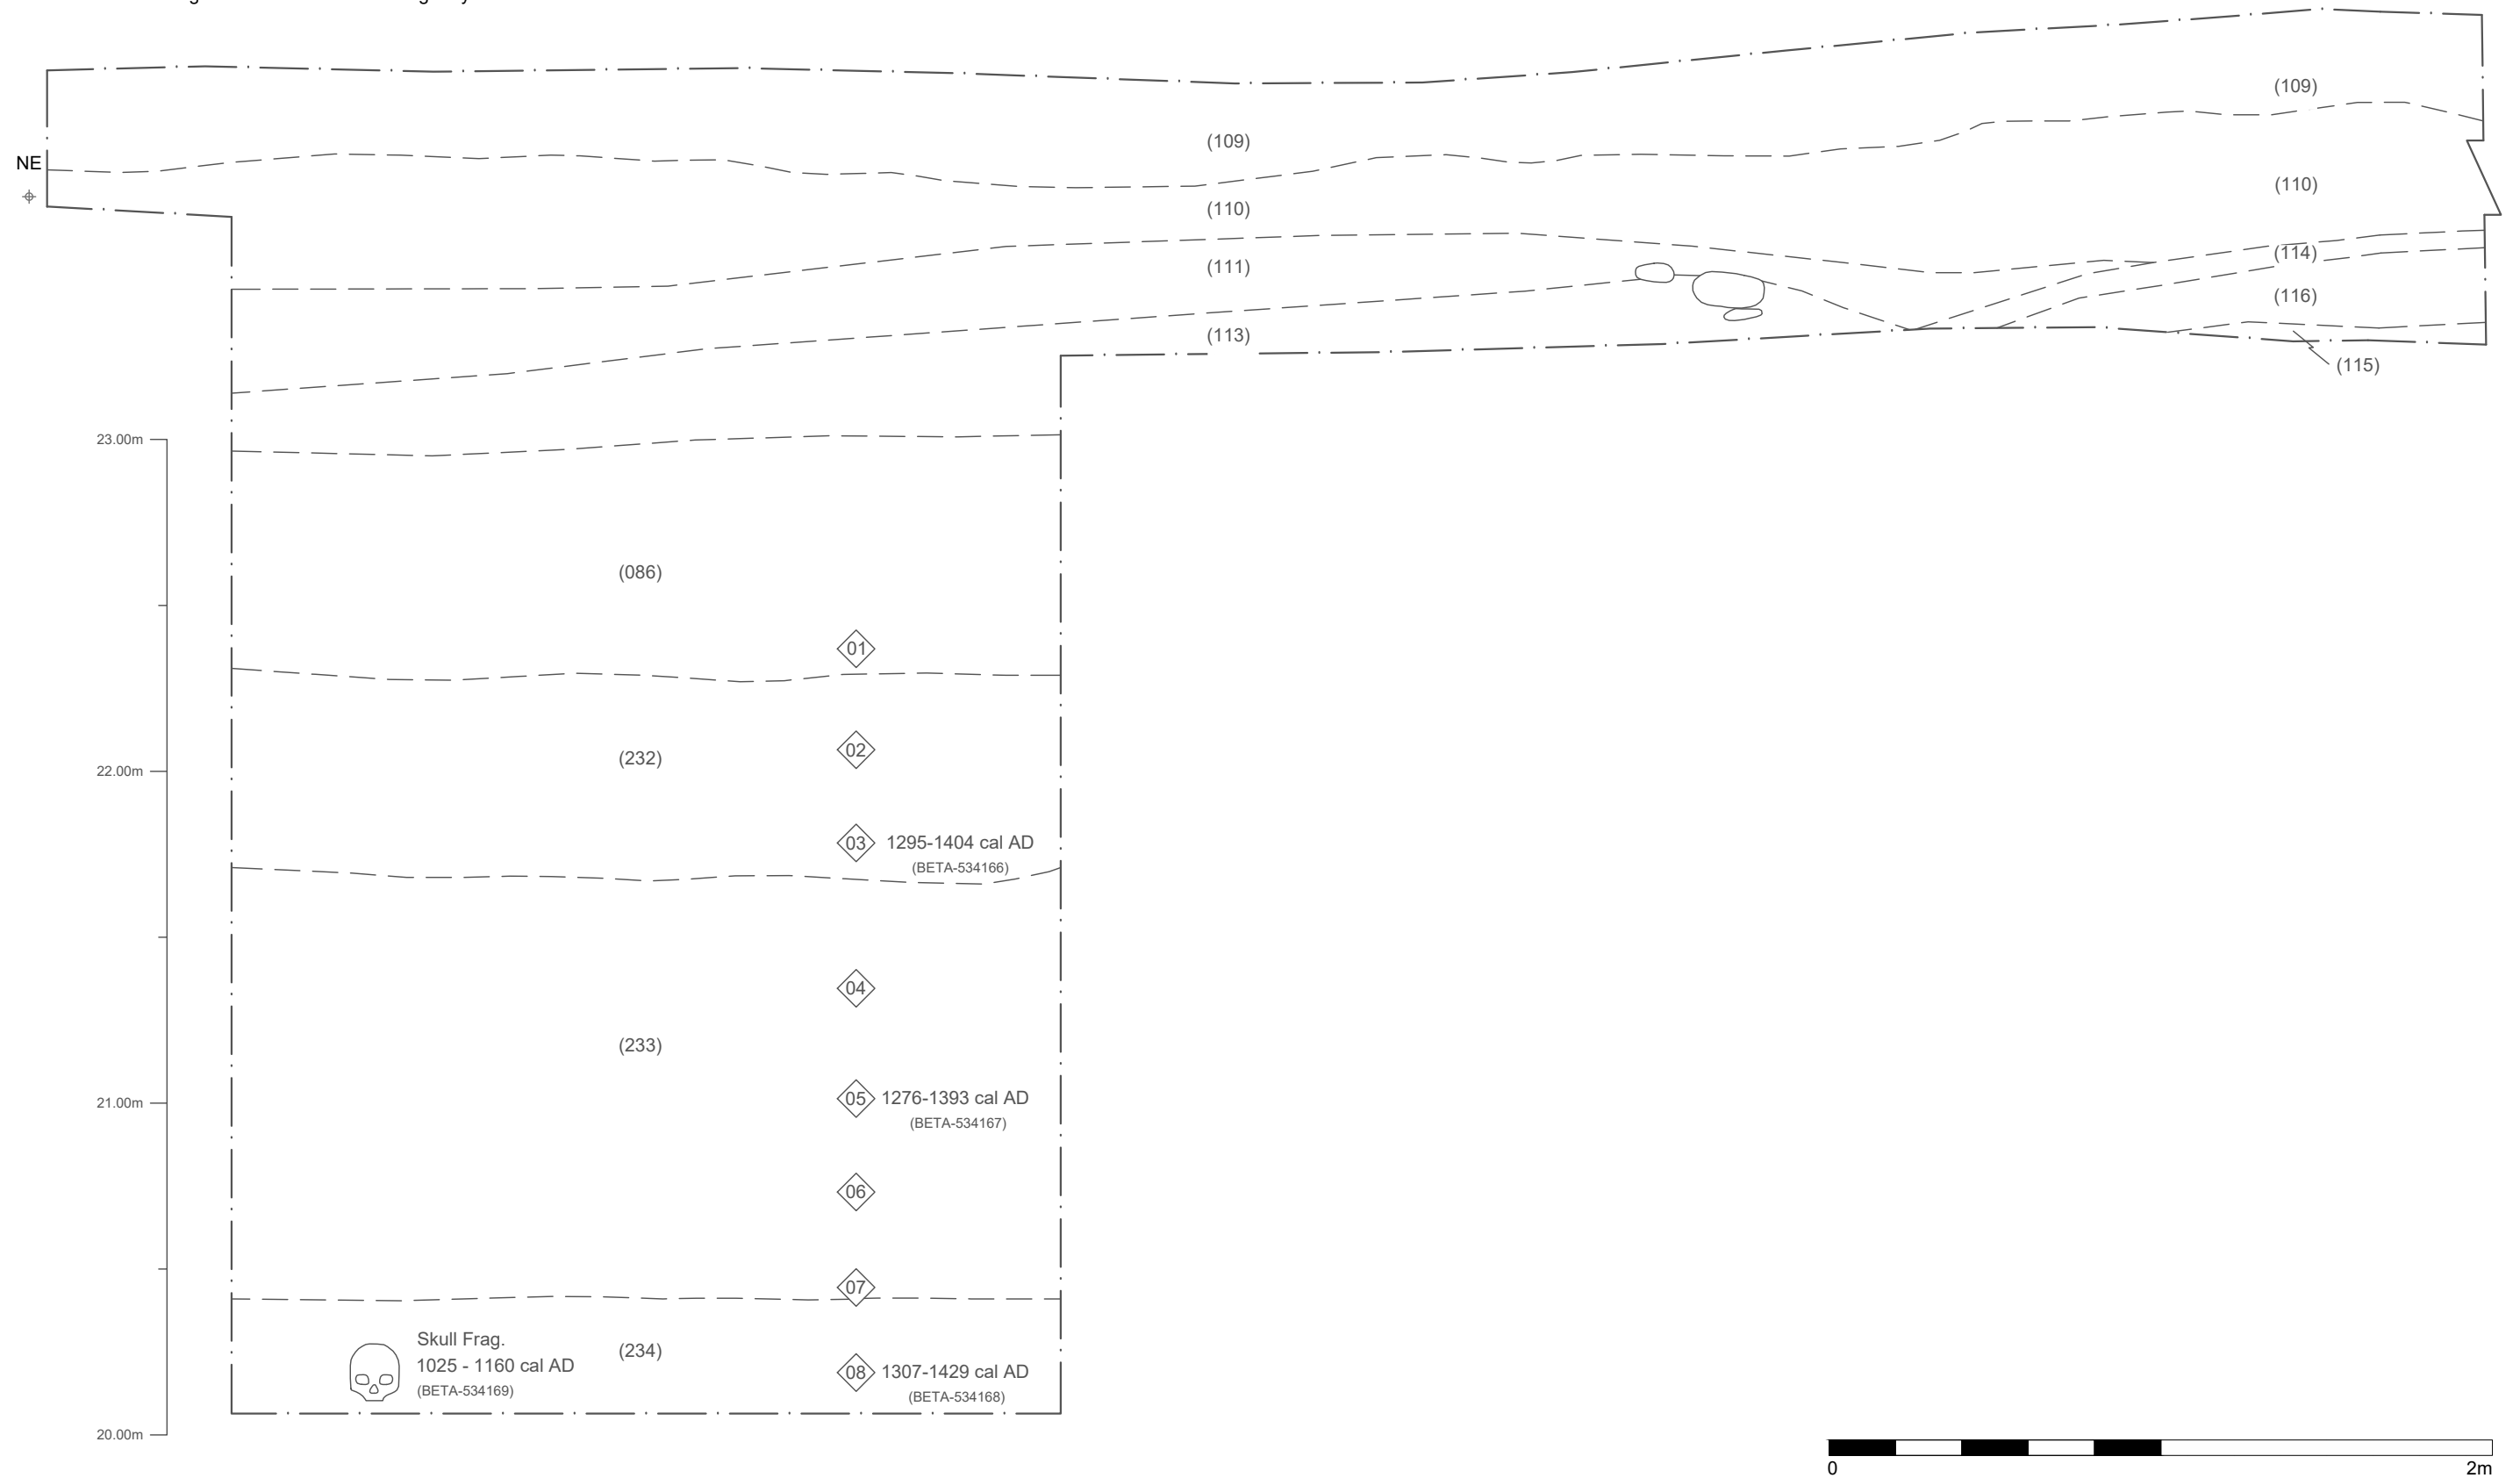 (109)
(109)
NE
(110)
(110)
(114)
(111)
(116)
(113)
(115)
23.00m
(086)
01
02
(232)
22.00m
03 1295-1404 cal AD
(BETA-534166)
04
(233)
21.00m
05 1276-1393 cal AD
(BETA-534167)
06
07
Skull Frag.
(234)
1025 - 1160 cal AD
08 1307-1429 cal AD
(BETA-534169)
(BETA-534168)
20.00m
0 2m